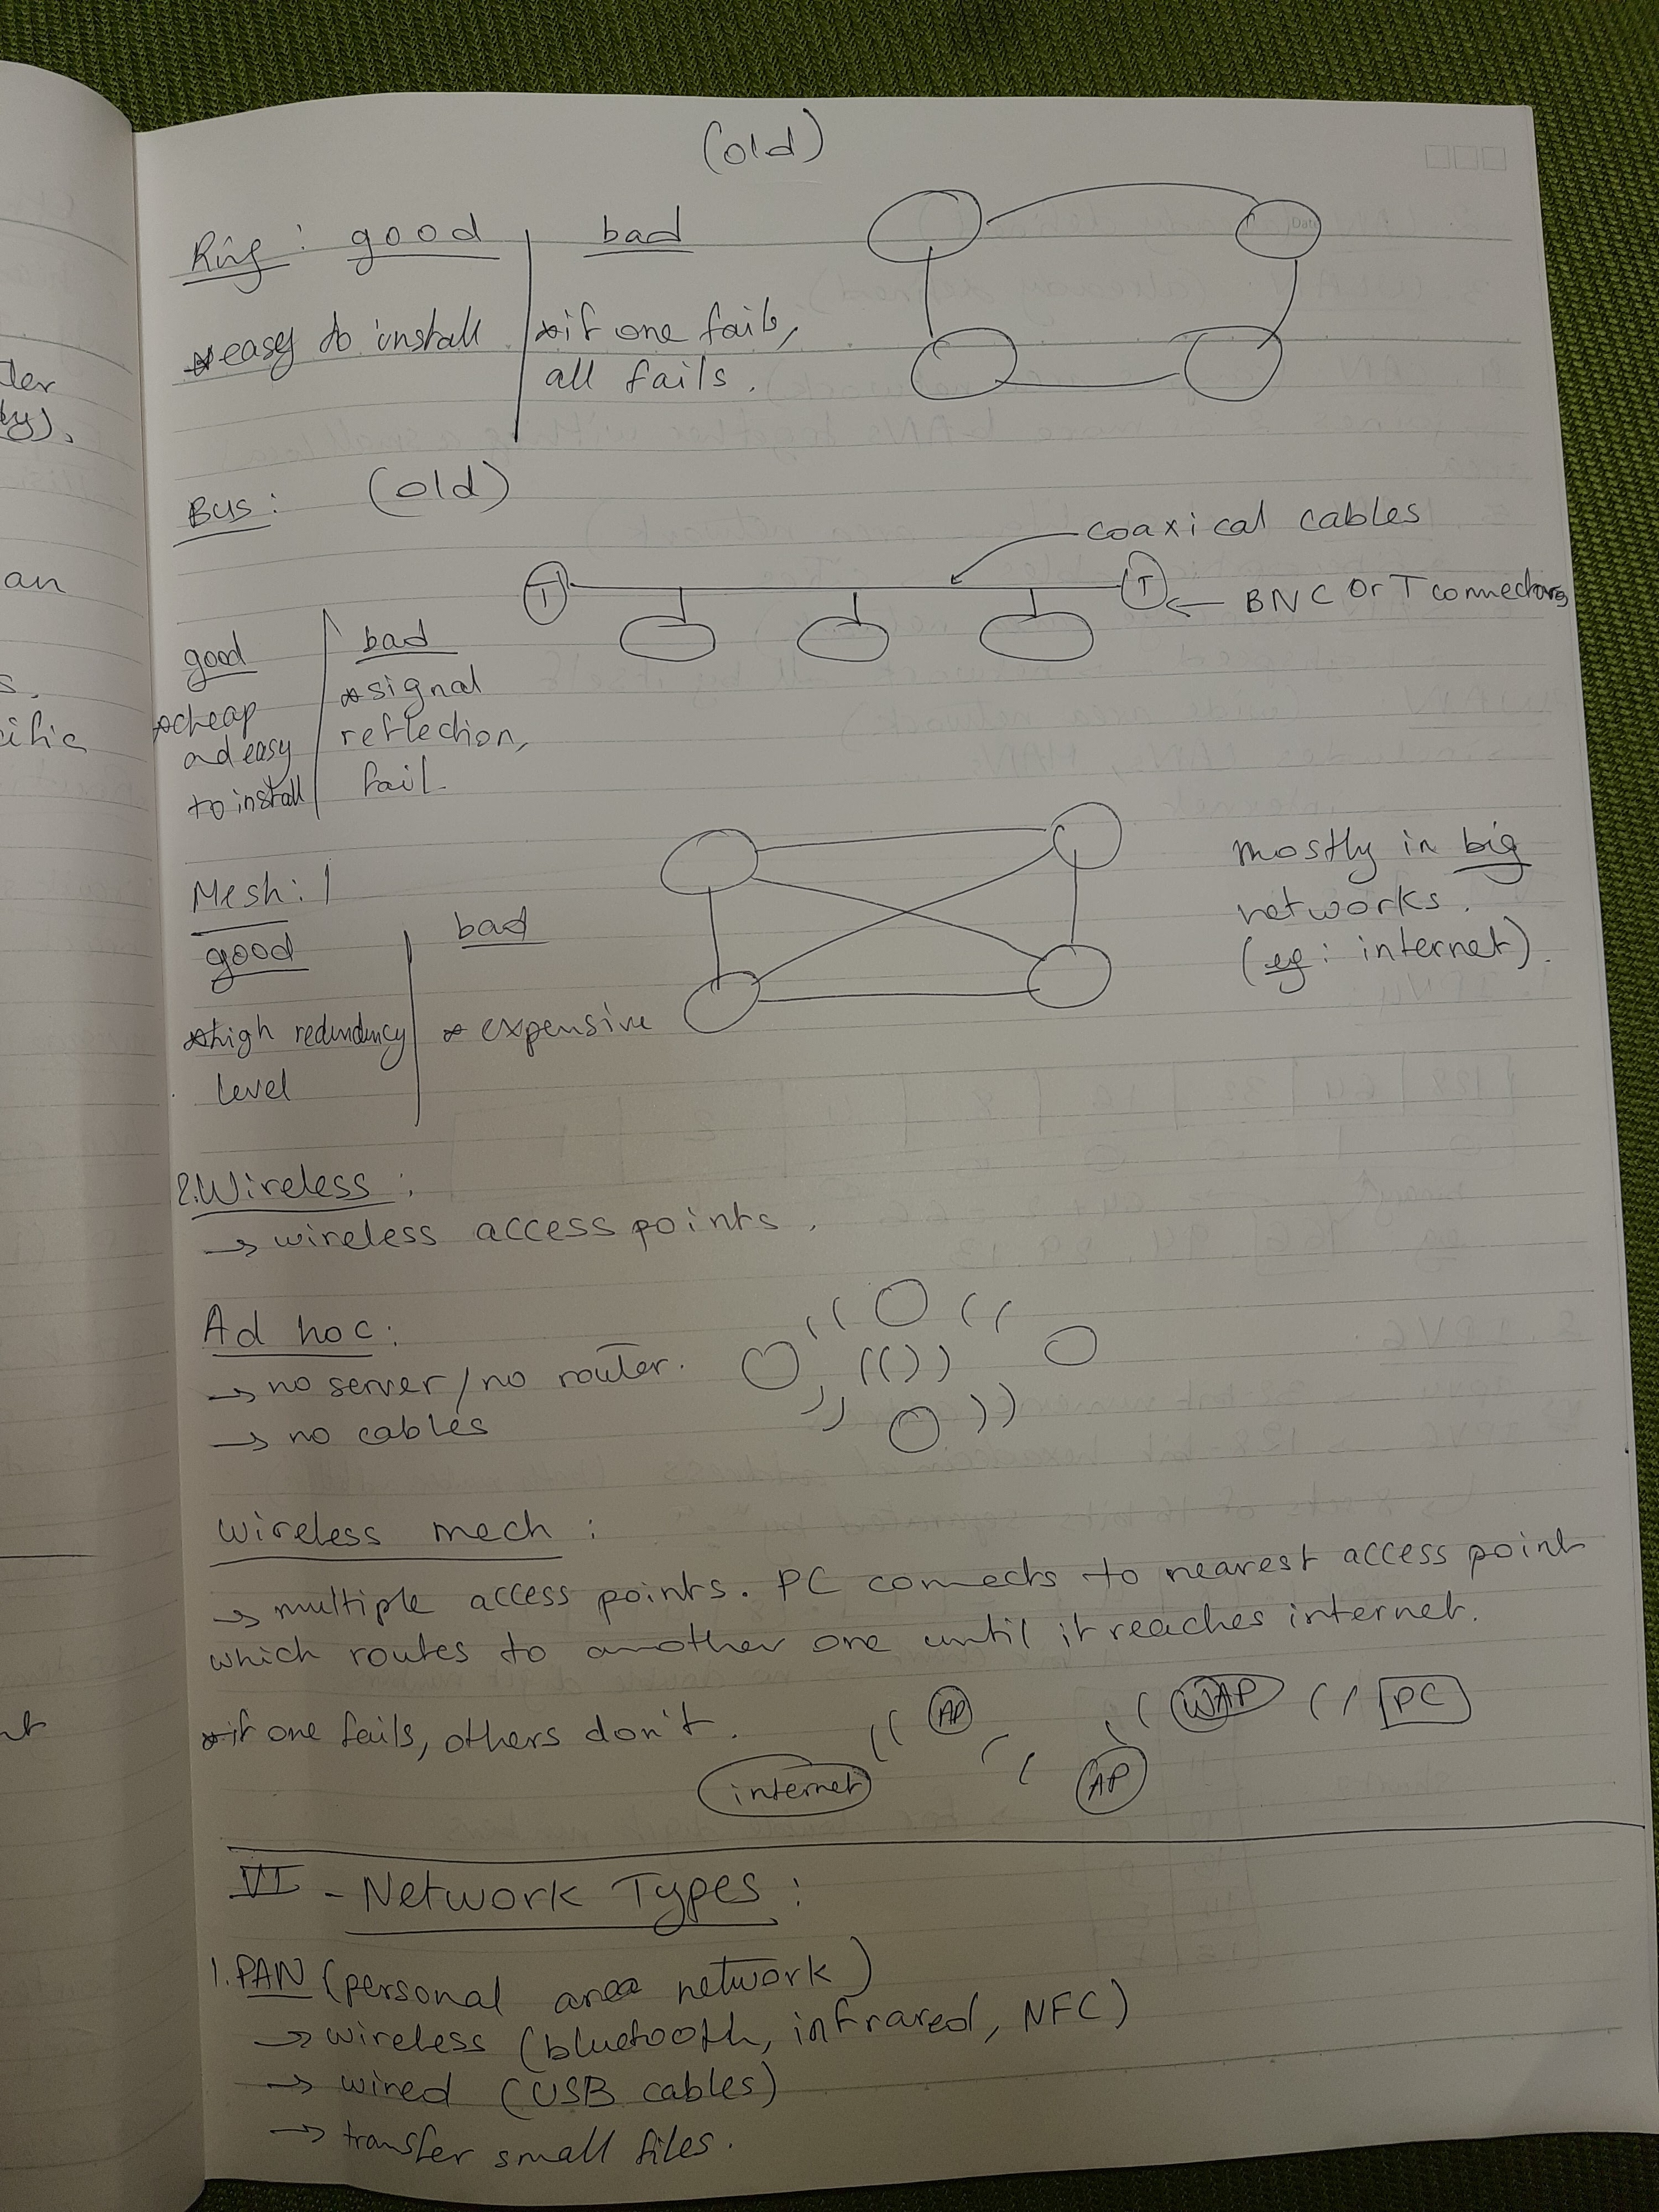 (old)
Ring: good | bad
*easy to install | *if one fails,
all fails.
Date
Bus: (old)
coaxical cables
T T
BNC or T connectors
good | bad
*cheap
ad easy
to install
*signal
reflection,
fail.
Mesh:
good | bad
*high redundancy
level
* expensive
mostly in big
networks.
(eg: internet).
2.Wireless:
→ wireless access points.
Ad hoc:
→ no server/no router.
→ no cables
wireless mech:
→ multiple access points. PC connects to nearest access point
which routes to another one until it reaches internet.
*if one fails, others don't.
internet AP AP WAP PC
VI - Network Types:
1.PAN (personal area network)
→ wireless (bluetooth, infrared, NFC)
→ wired (USB cables)
→ transfer small files.
ter
an
s.
ific